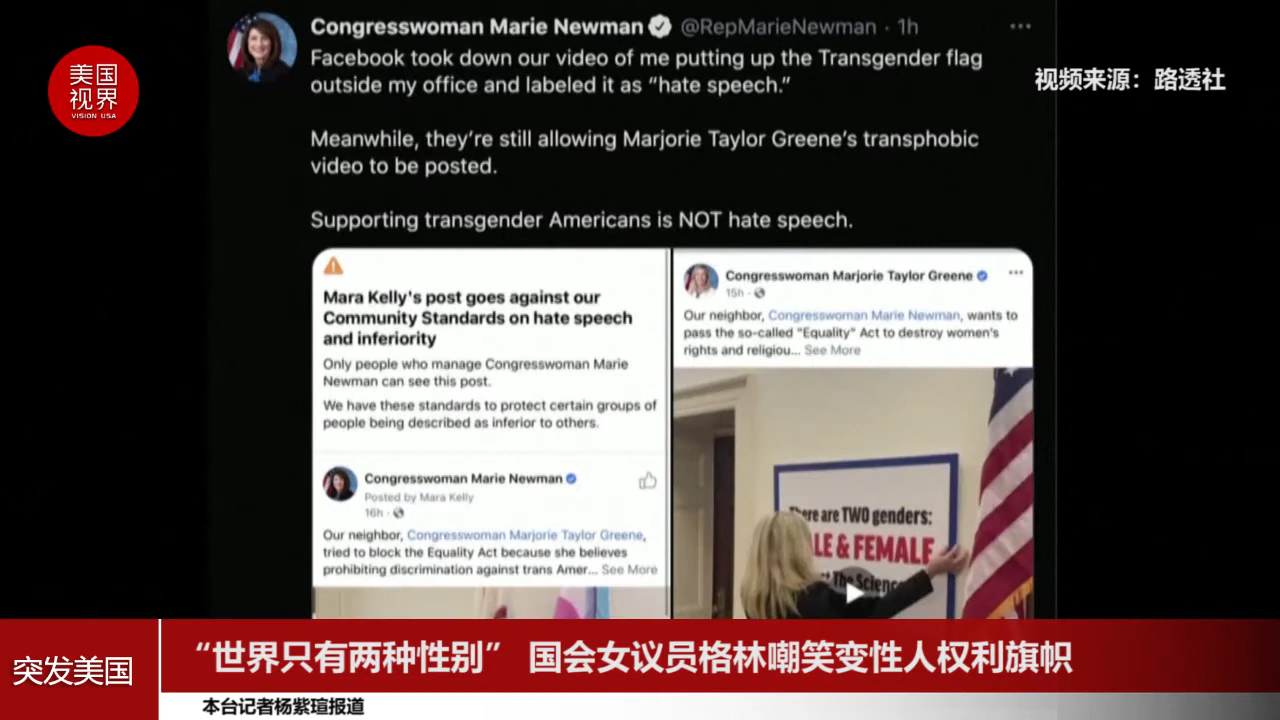 Congresswoman Marie Newman @RepMarieNewman · 1h
Facebook took down our video of me putting up the Transgender flag
outside my office and labeled it as “hate speech.”
Meanwhile, they’re still allowing Marjorie Taylor Greene’s transphobic
video to be posted.
Supporting transgender Americans is NOT hate speech.
美国
视界
VISION USA
视频来源：路透社
Mara Kelly's post goes against our
Community Standards on hate speech
and inferiority
Only people who manage Congresswoman Marie
Newman can see this post.
We have these standards to protect certain groups of
people being described as inferior to others.
Congresswoman Marie Newman
Posted by Mara Kelly
16h ·
Our neighbor, Congresswoman Marjorie Taylor Greene,
tried to block the Equality Act because she believes
prohibiting discrimination against trans Amer... See More
Congresswoman Marjorie Taylor Greene
15h ·
Our neighbor, Congresswoman Marie Newman, wants to
pass the so-called "Equality" Act to destroy women's
rights and religiou... See More
There are TWO genders:
LE & FEMALE
The Science
突发美国
“世界只有两种性别” 国会女议员格林嘲笑变性人权利旗帜
本台记者杨紫瑄报道